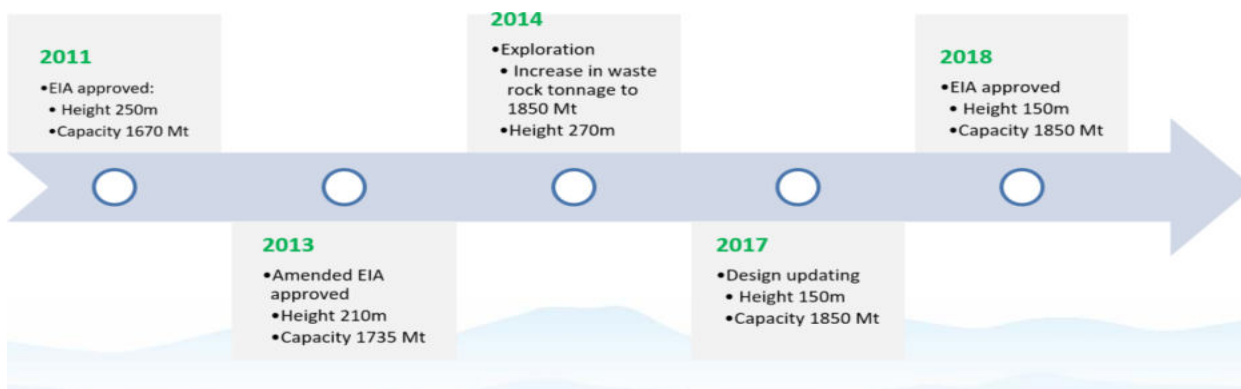 2011
•EIA approved:
• Height 250m
•Capacity 1670 Mt
2013
•Amended EIA
approved
•Height 210m
•Capacity 1735 Mt
2014
•Exploration
• Increase in waste
rock tonnage to
1850 Mt
•Height 270m
2017
•Design updating
• Height 150m
•Capacity 1850 Mt
2018
•EIA approved
•Height 150m
•Capacity 1850 Mt